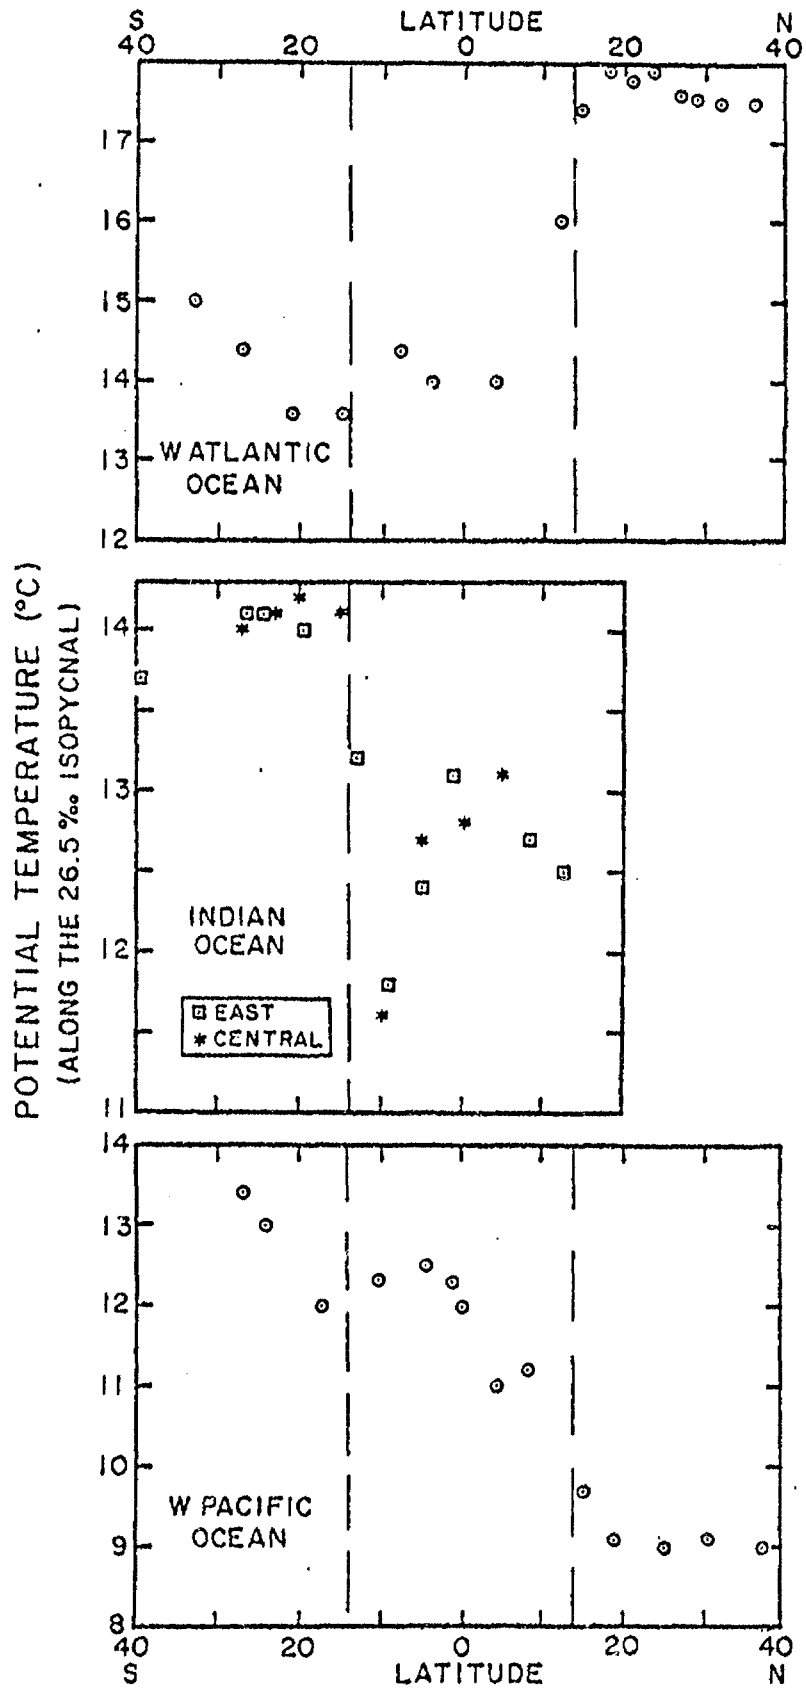 S LATITUDE N
40 20 0 20 40
17
16
15
14
13
12
W ATLANTIC
OCEAN
POTENTIAL TEMPERATURE (°C)
(ALONG THE 26.5 ‰ ISOPYCNAL)
14
13
12
11
INDIAN
OCEAN
EAST
CENTRAL
14
13
12
11
10
9
8
W PACIFIC
OCEAN
40 20 0 20 40
S LATITUDE N